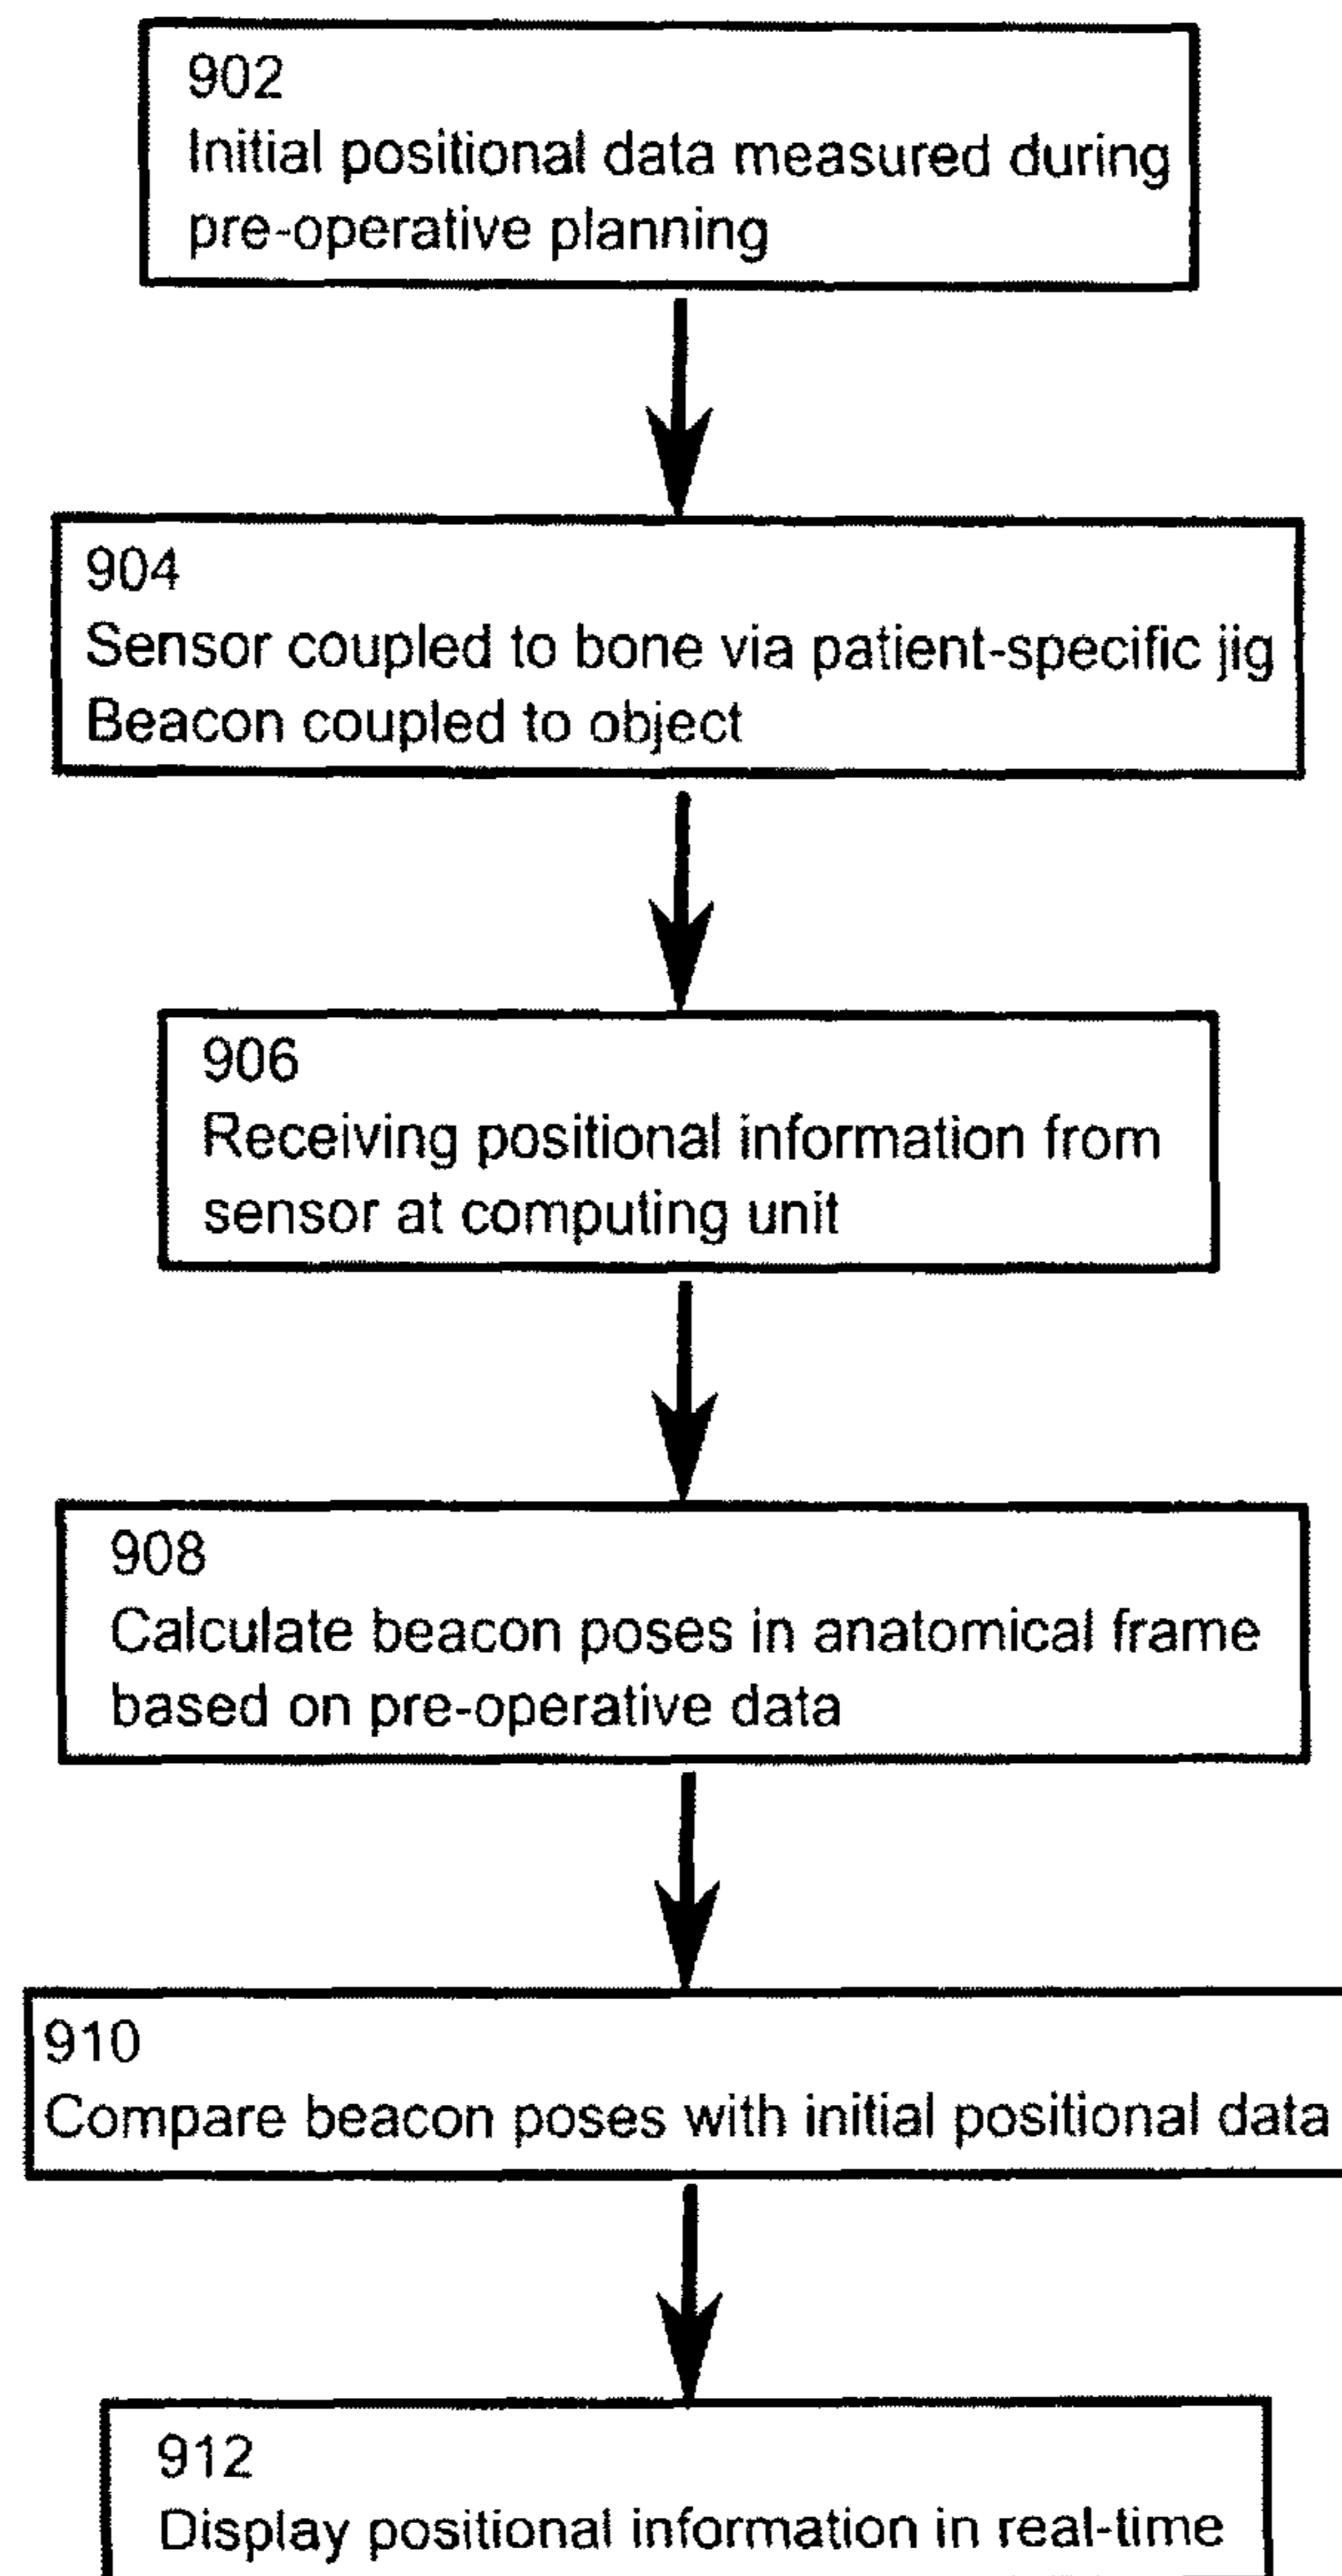 902
Initial positional data measured during
pre-operative planning
904
Sensor coupled to bone via patient-specific jig
Beacon coupled to object
906
Receiving positional information from
sensor at computing unit
908
Calculate beacon poses in anatomical frame
based on pre-operative data
910
Compare beacon poses with initial positional data
912
Display positional information in real-time